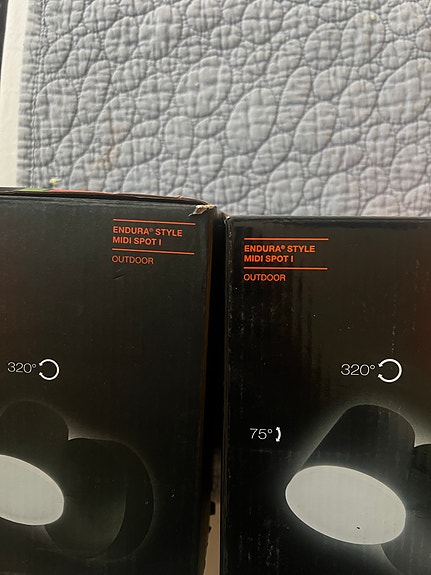 ENDURA® STYLE
MIDI SPOT I
OUTDOOR
320°
ENDURA® STYLE
MIDI SPOT I
OUTDOOR
320°
75°